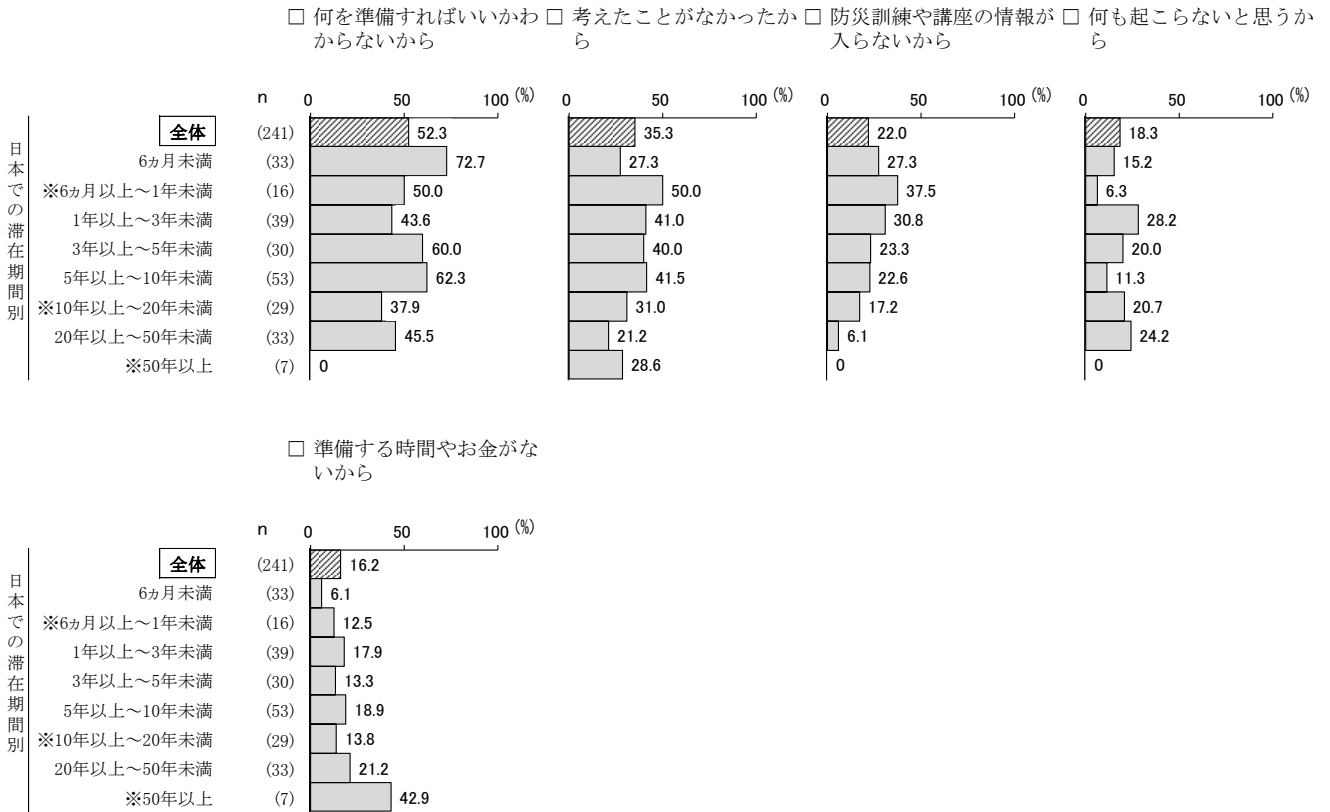 □ 何を準備すればいいかわ □ 考えたことがなかったか □ 防災訓練や講座の情報が □ 何も起こらないと思うか
からないから ら 入らないから ら
n 0 50 100 (%) 0 50 100 (%) 0 50 100 (%) 0 50 100 (%)
日本での滞在期間別
全体 (241) 52.3 35.3 22.0 18.3
6ヵ月未満 (33) 72.7 27.3 27.3 15.2
※6ヵ月以上～1年未満 (16) 50.0 50.0 37.5 6.3
1年以上～3年未満 (39) 43.6 41.0 30.8 28.2
3年以上～5年未満 (30) 60.0 40.0 23.3 20.0
5年以上～10年未満 (53) 62.3 41.5 22.6 11.3
※10年以上～20年未満 (29) 37.9 31.0 17.2 20.7
20年以上～50年未満 (33) 45.5 21.2 6.1 24.2
※50年以上 (7) 0 28.6 0 0
□ 準備する時間やお金がな
いから
n 0 50 100 (%)
日本での滞在期間別
全体 (241) 16.2
6ヵ月未満 (33) 6.1
※6ヵ月以上～1年未満 (16) 12.5
1年以上～3年未満 (39) 17.9
3年以上～5年未満 (30) 13.3
5年以上～10年未満 (53) 18.9
※10年以上～20年未満 (29) 13.8
20年以上～50年未満 (33) 21.2
※50年以上 (7) 42.9